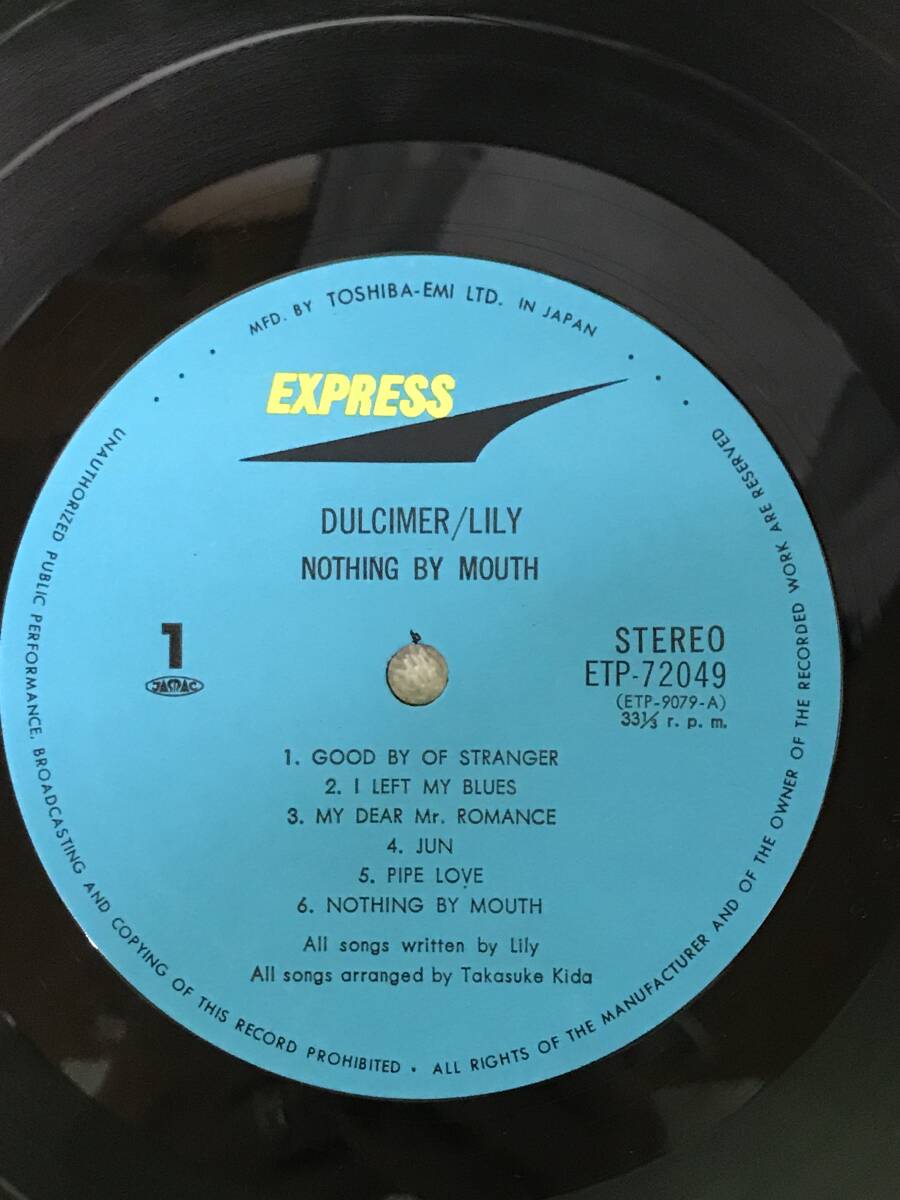 MFD. BY TOSHIBA-EMI LTD. IN JAPAN
EXPRESS
DULCIMER/LILY
NOTHING BY MOUTH
1
JASRAC
STEREO
ETP-72049
(ETP-9079-A)
33⅓ r. p. m.
1. GOOD BY OF STRANGER
2. I LEFT MY BLUES
3. MY DEAR Mr. ROMANCE
4. JUN
5. PIPE LOVE
6. NOTHING BY MOUTH
All songs written by Lily
All songs arranged by Takasuke Kida
UNAUTHORIZED PUBLIC PERFORMANCE, BROADCASTING AND COPYING OF THIS RECORD PROHIBITED • ALL RIGHTS OF THE MANUFACTURER AND OF THE OWNER OF THE RECORDED WORK ARE RESERVED